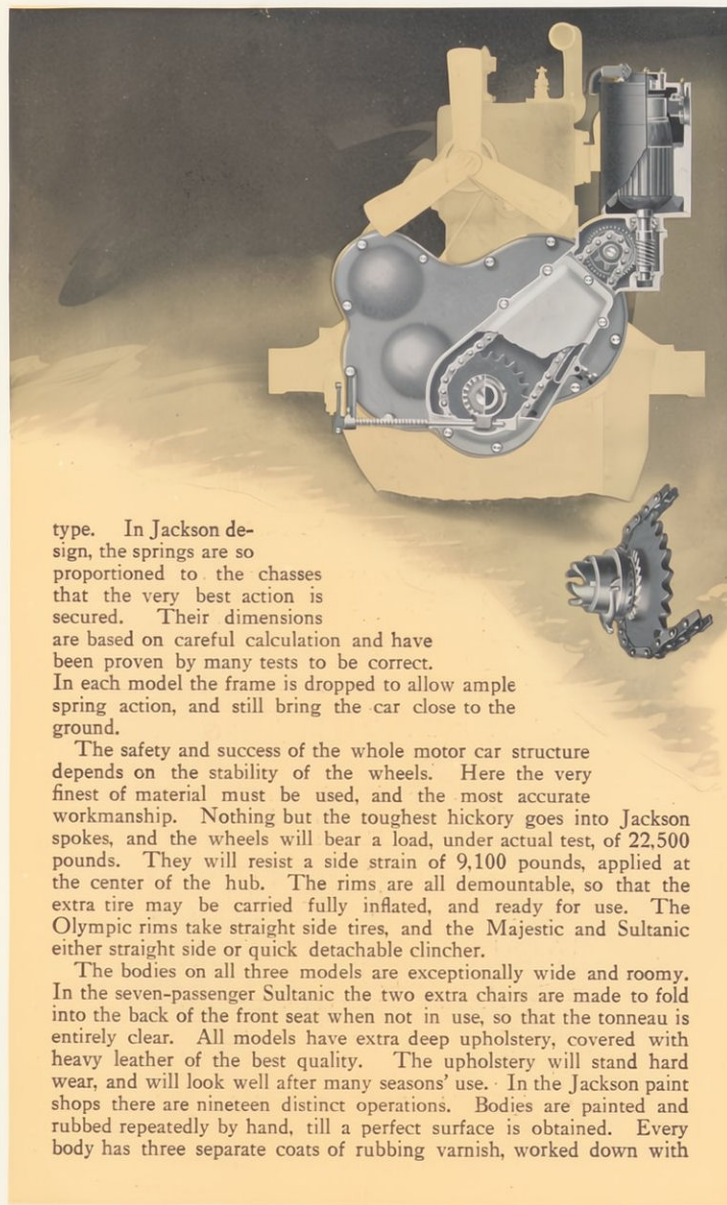 type. In Jackson de-
sign, the springs are so
proportioned to the chasses
that the very best action is
secured. Their dimensions
are based on careful calculation and have
been proven by many tests to be correct.
In each model the frame is dropped to allow ample
spring action, and still bring the car close to the
ground.
The safety and success of the whole motor car structure
depends on the stability of the wheels. Here the very
finest of material must be used, and the most accurate
workmanship. Nothing but the toughest hickory goes into Jackson
spokes, and the wheels will bear a load, under actual test, of 22,500
pounds. They will resist a side strain of 9,100 pounds, applied at
the center of the hub. The rims are all demountable, so that the
extra tire may be carried fully inflated, and ready for use. The
Olympic rims take straight side tires, and the Majestic and Sultanic
either straight side or quick detachable clincher.
The bodies on all three models are exceptionally wide and roomy.
In the seven-passenger Sultanic the two extra chairs are made to fold
into the back of the front seat when not in use, so that the tonneau is
entirely clear. All models have extra deep upholstery, covered with
heavy leather of the best quality. The upholstery will stand hard
wear, and will look well after many seasons' use. In the Jackson paint
shops there are nineteen distinct operations. Bodies are painted and
rubbed repeatedly by hand, till a perfect surface is obtained. Every
body has three separate coats of rubbing varnish, worked down with